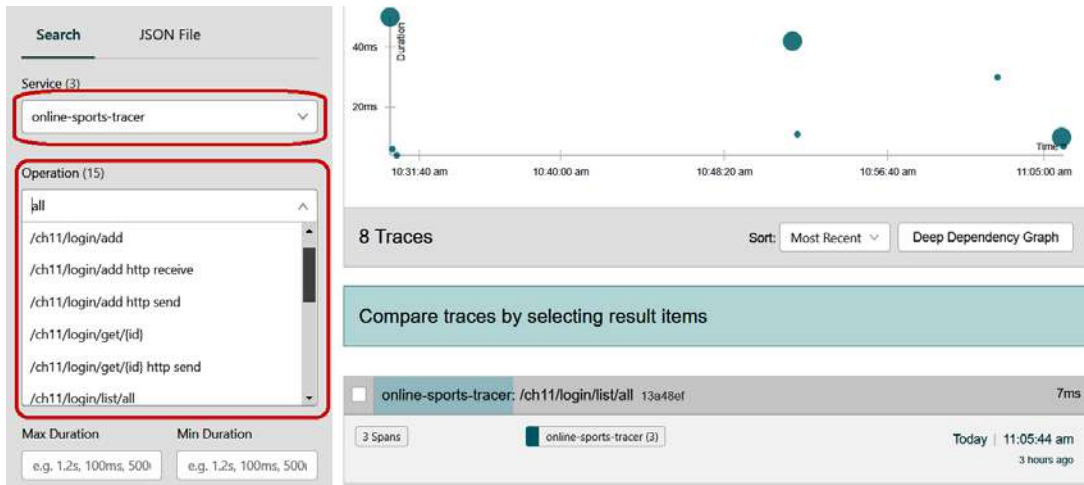 Search
JSON File
Service (3)
online-sports-tracer
Operation (15)
all
/ch11/login/add
/ch11/login/add http receive
/ch11/login/add http send
/ch11/login/get/{id}
/ch11/login/get/{id} http send
/ch11/login/list/all
Max Duration
Min Duration
e.g. 1.2s, 100ms, 500
e.g. 1.2s, 100ms, 500
Duration
40ms
20ms
Time
10:31:40 am
10:40:00 am
10:48:20 am
10:56:40 am
11:05:00 am
8 Traces
Sort:
Most Recent
Deep Dependency Graph
Compare traces by selecting result items
online-sports-tracer: /ch11/login/list/all 13a48ef
7ms
3 Spans
online-sports-tracer (3)
Today
11:05:44 am
3 hours ago